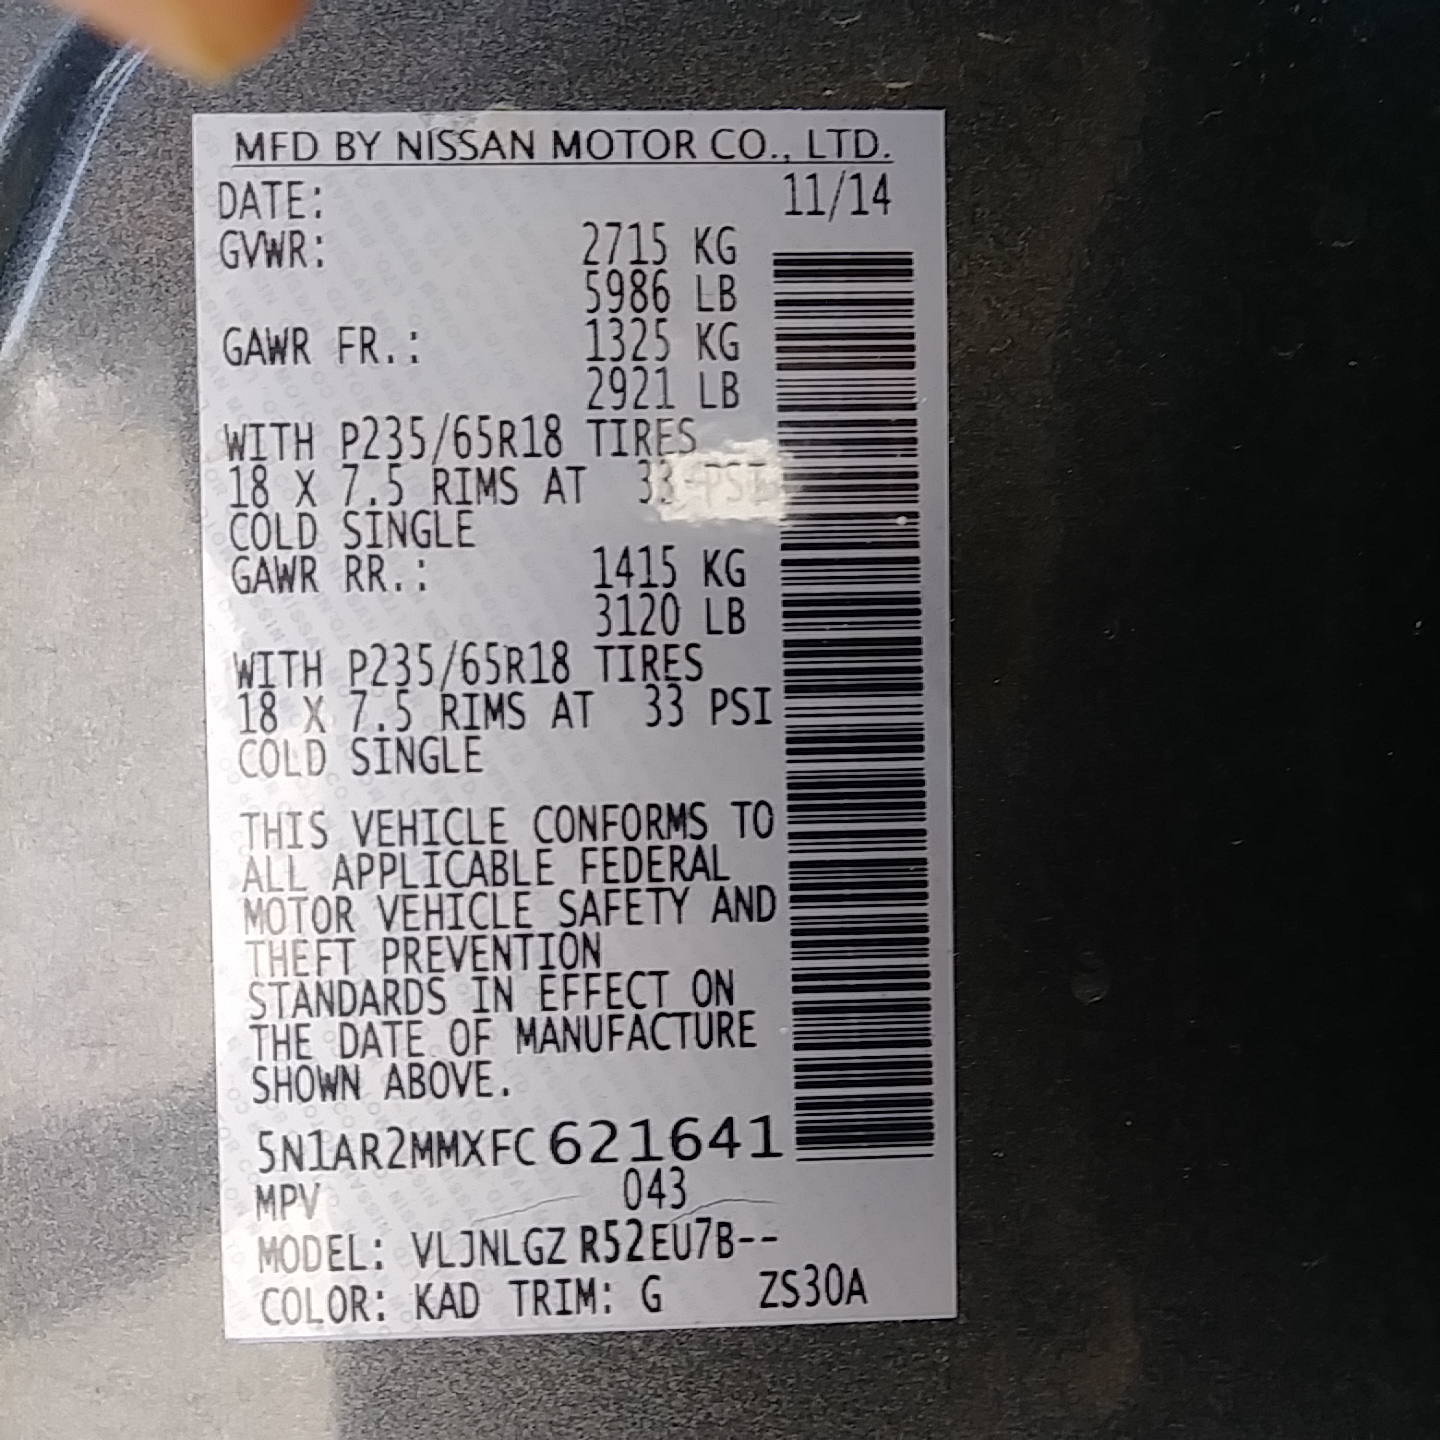 MFD BY NISSAN MOTOR CO., LTD.
DATE: 11/14
GVWR: 2715 KG
5986 LB
GAWR FR.: 1325 KG
2921 LB
WITH P235/65R18 TIRES
18 X 7.5 RIMS AT 33 PSI
COLD SINGLE
GAWR RR.: 1415 KG
3120 LB
WITH P235/65R18 TIRES
18 X 7.5 RIMS AT 33 PSI
COLD SINGLE
THIS VEHICLE CONFORMS TO
ALL APPLICABLE FEDERAL
MOTOR VEHICLE SAFETY AND
THEFT PREVENTION
STANDARDS IN EFFECT ON
THE DATE OF MANUFACTURE
SHOWN ABOVE.
5N1AR2MMXFC621641
MPV 043
MODEL: VLJNLGZ R52EU7B--
COLOR: KAD TRIM: G ZS30A